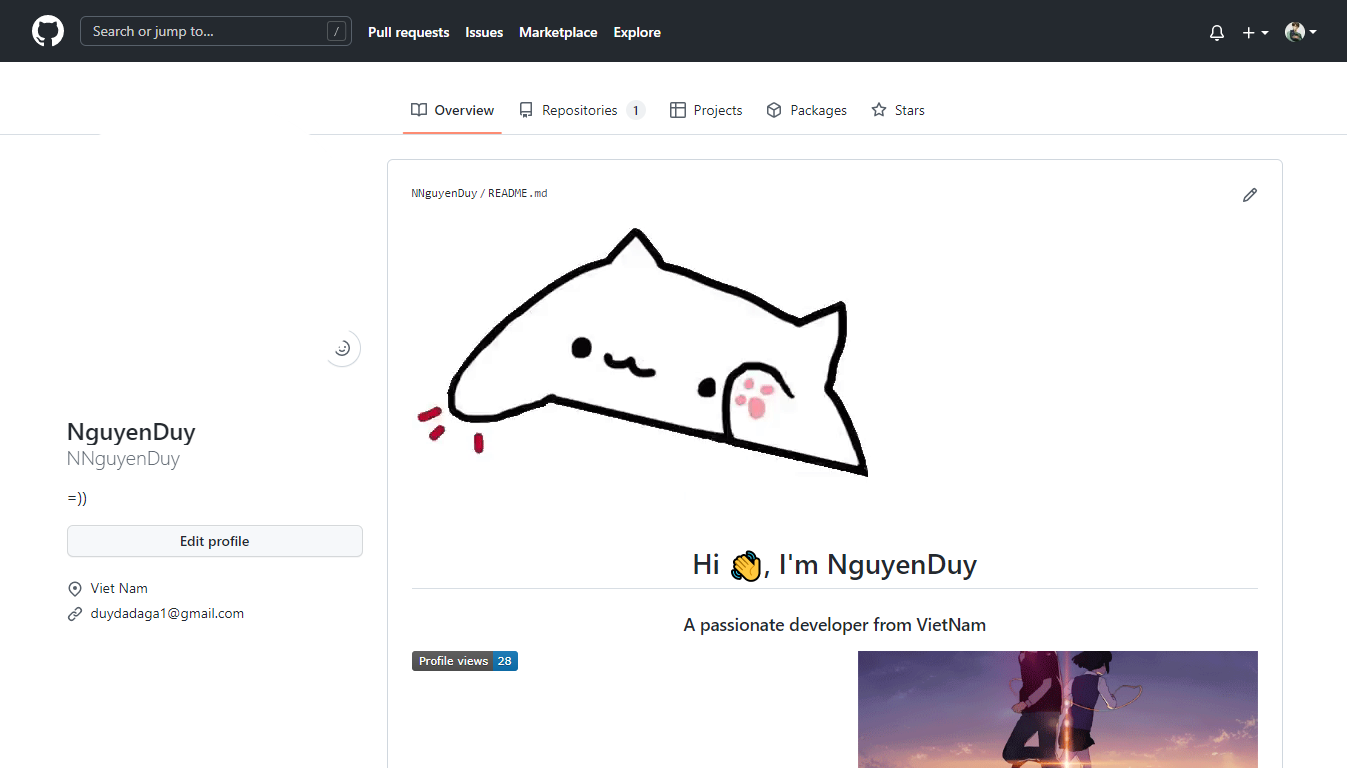 Search or jump to... /
Pull requests Issues Marketplace Explore
Overview Repositories 1 Projects Packages Stars
NguyenDuy
NNguyenDuy
=))
Edit profile
Viet Nam
duydadaga1@gmail.com
NNguyenDuy / README.md
Hi 👋, I'm NguyenDuy
A passionate developer from VietNam
Profile views 28